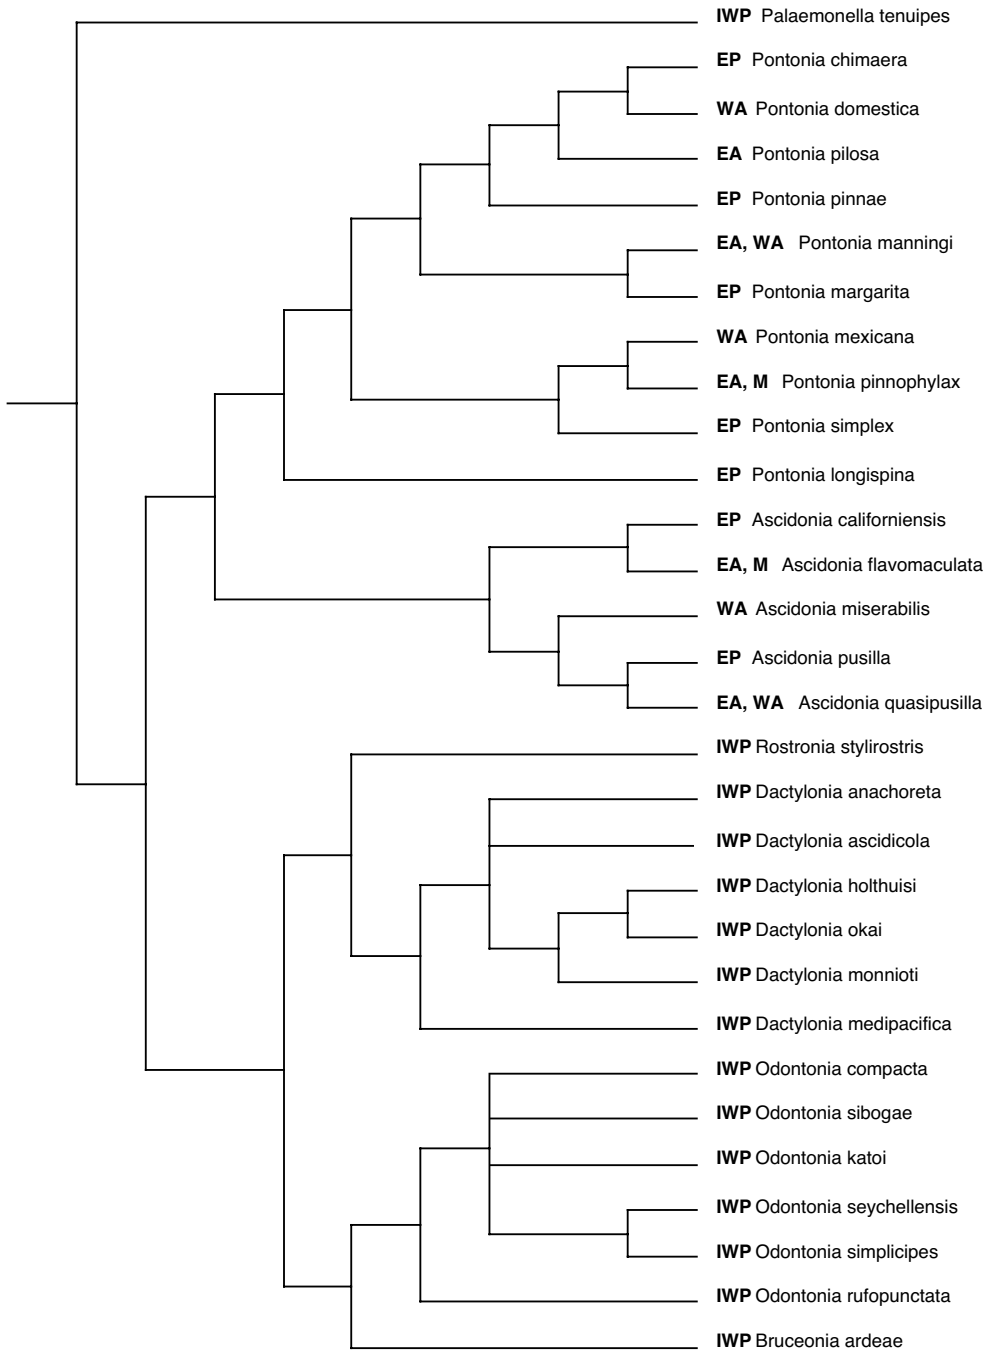 IWP Palaemonella tenuipes
EP Pontonia chimaera
WA Pontonia domestica
EA Pontonia pilosa
EP Pontonia pinnae
EA, WA Pontonia manningi
EP Pontonia margarita
WA Pontonia mexicana
EA, M Pontonia pinnophylax
EP Pontonia simplex
EP Pontonia longispina
EP Ascidonia californiensis
EA, M Ascidonia flavomaculata
WA Ascidonia miserabilis
EP Ascidonia pusilla
EA, WA Ascidonia quasipusilla
IWP Rostronia stylirostris
IWP Dactylonia anachoreta
IWP Dactylonia ascidicola
IWP Dactylonia holthuisi
IWP Dactylonia okai
IWP Dactylonia monnioti
IWP Dactylonia medipacifica
IWP Odontonia compacta
IWP Odontonia sibogae
IWP Odontonia katoi
IWP Odontonia seychellensis
IWP Odontonia simplicipes
IWP Odontonia rufopunctata
IWP Bruceonia ardeae